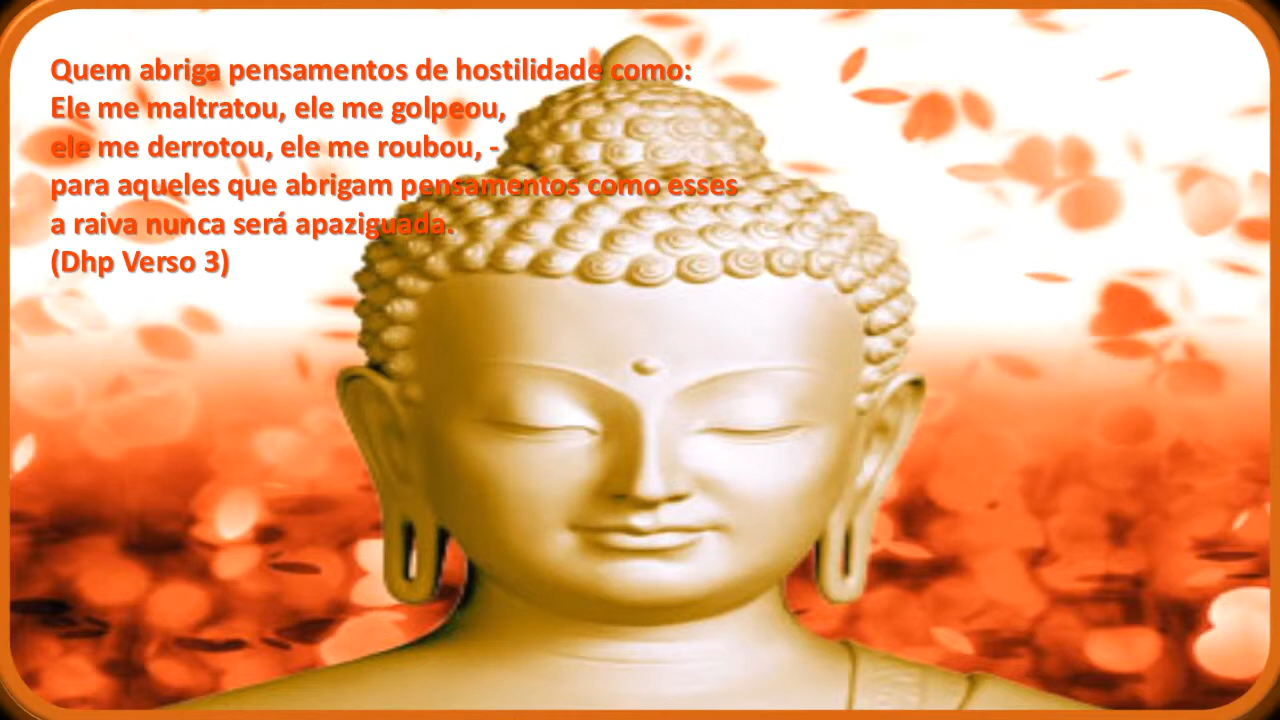 Quem abriga pensamentos de hostilidade como:
Ele me maltratou, ele me golpeou,
ele me derrotou, ele me roubou, -
para aqueles que abrigam pensamentos como esses
a raiva nunca será apaziguada.
(Dhp Verso 3)